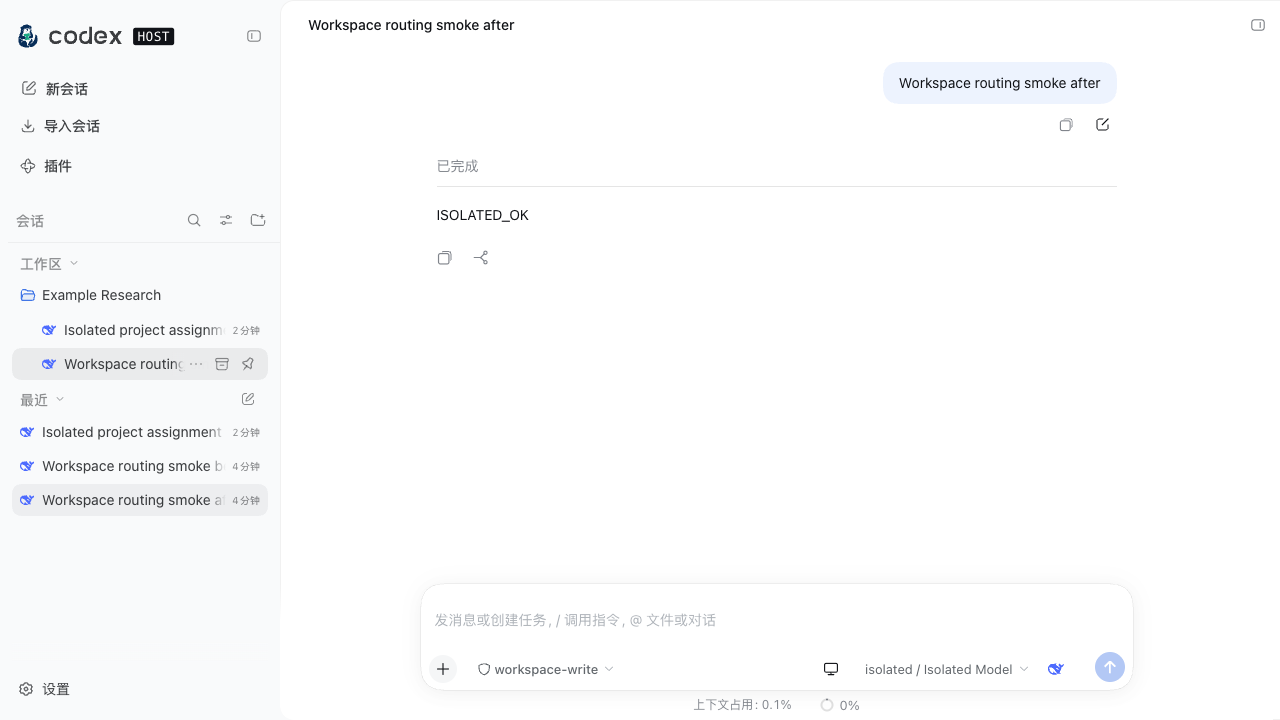 codex HOST
新会话
导入会话
插件
会话
工作区
Example Research
Isolated project assignm 2分钟
Workspace routing ···
最近
Isolated project assignment 2分钟
Workspace routing smoke b 4分钟
Workspace routing smoke a 4分钟
设置
Workspace routing smoke after
Workspace routing smoke after
已完成
ISOLATED_OK
发消息或创建任务, / 调用指令, @ 文件或对话
workspace-write
isolated / Isolated Model
上下文占用: 0.1% 0%